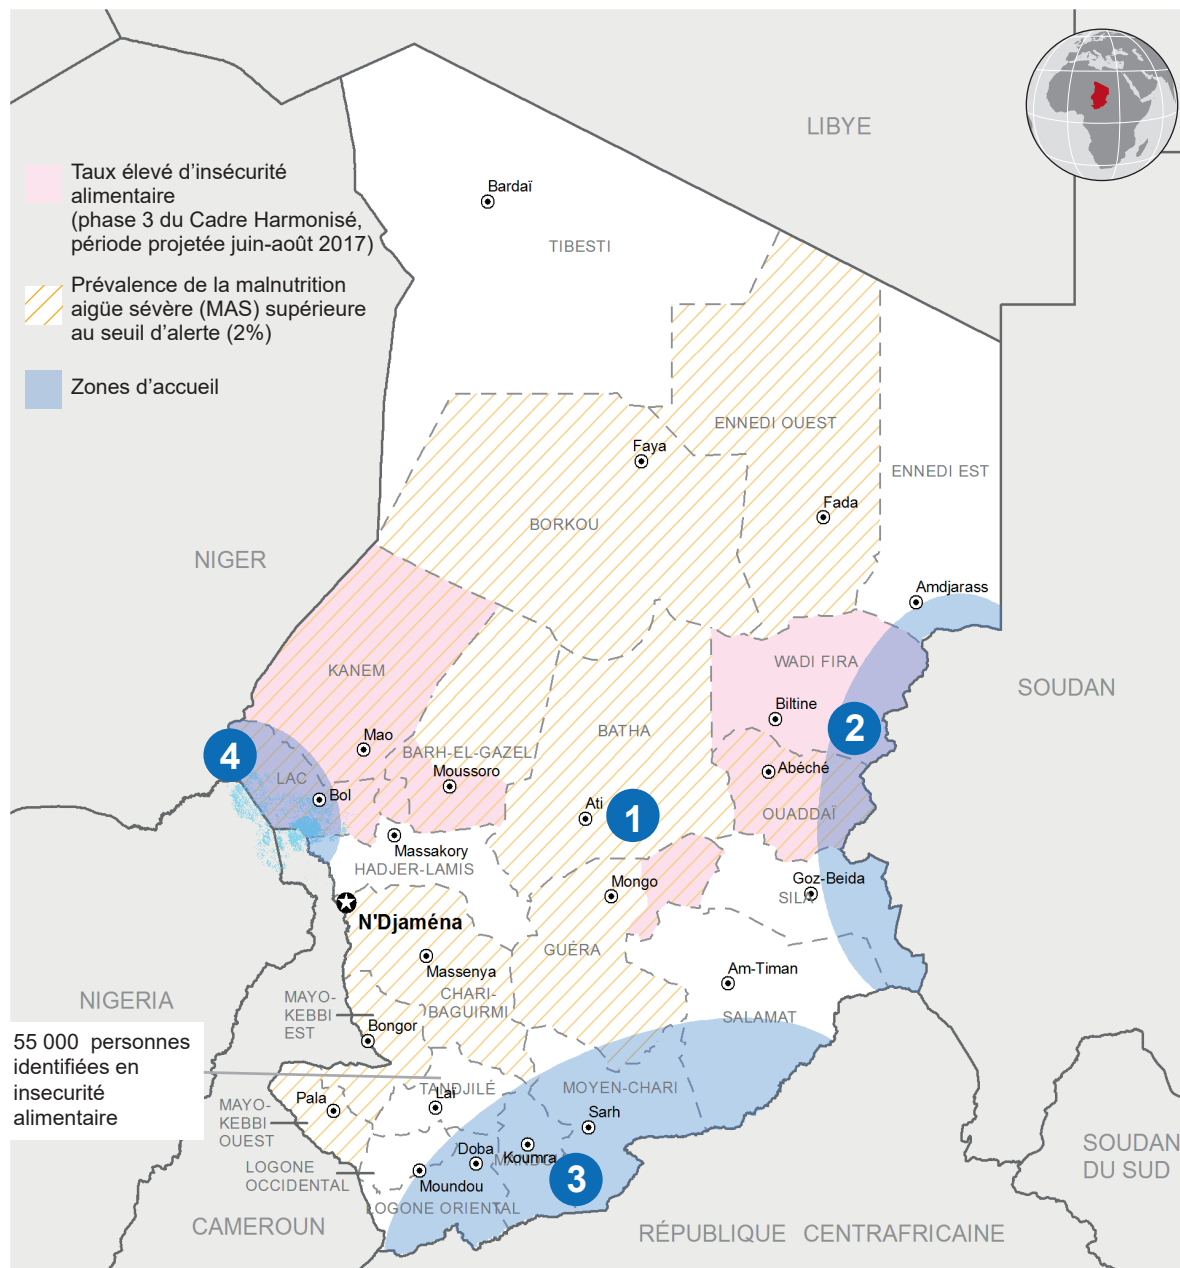 LIBYE
Taux élevé d’insécurité
alimentaire
(phase 3 du Cadre Harmonisé,
période projetée juin-août 2017)
Bardaï
TIBESTI
Prévalence de la malnutrition
aigüe sévère (MAS) supérieure
au seuil d’alerte (2%)
Zones d’accueil
ENNEDI OUEST
Faya
ENNEDI EST
Fada
BORKOU
NIGER
Amdjarass
KANEM
WADI FIRA
SOUDAN
Biltine
2
BATHA
Mao
BARH-EL-GAZEL
4
Abéché
Moussoro
LAC
Bol
Ati
1
OUADDAÏ
Massakory
HADJER-LAMIS
Mongo
Goz-Beida
SILA
N'Djaména
GUÉRA
Massenya
Am-Timan
CHARI-
BAGUIRMI
NIGERIA
MAYO-
KEBBI
EST
Bongor
SALAMAT
55 000 personnes
identifiées en
insecurité
alimentaire
TANDJILÉ
Laï
MOYEN-CHARI
Pala
MAYO-
KEBBI
OUEST
Sarh
Doba
Koumra
LOGONE
OCCIDENTAL
Moundou
3
LOGONE ORIENTAL
SOUDAN
DU SUD
CAMEROUN
RÉPUBLIQUE CENTRAFRICAINE